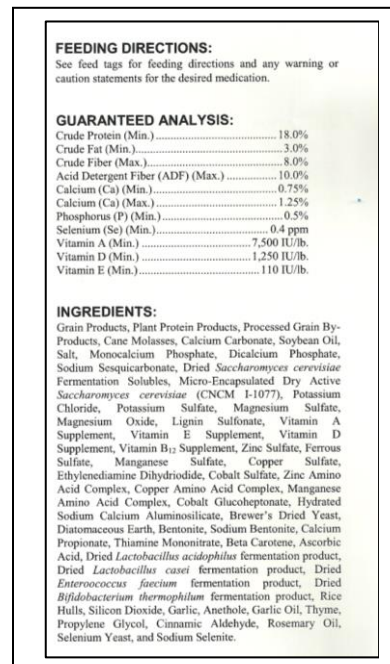 FEEDING DIRECTIONS:
See feed tags for feeding directions and any warning or
caution statements for the desired medication.
GUARANTEED ANALYSIS:
Crude Protein (Min.)........................................18.0%
Crude Fat (Min.)................................................3.0%
Crude Fiber (Max.).............................................8.0%
Acid Detergent Fiber (ADF) (Max.) ................10.0%
Calcium (Ca) (Min.)..........................................0.75%
Calcium (Ca) (Max.).........................................1.25%
Phosphorus (P) (Min.)........................................0.5%
Selenium (Se) (Min.)......................................0.4 ppm
Vitamin A (Min.) ...................................7,500 IU/lb.
Vitamin D (Min.) ...................................1,250 IU/lb.
Vitamin E (Min.)......................................110 IU/lb.
INGREDIENTS:
Grain Products, Plant Protein Products, Processed Grain By-
Products, Cane Molasses, Calcium Carbonate, Soybean Oil,
Salt, Monocalcium Phosphate, Dicalcium Phosphate,
Sodium Sesquicarbonate, Dried Saccharomyces cerevisiae
Fermentation Solubles, Micro-Encapsulated Dry Active
Saccharomyces cerevisiae (CNCM I-1077), Potassium
Chloride, Potassium Sulfate, Magnesium Sulfate,
Magnesium Oxide, Lignin Sulfonate, Vitamin A
Supplement, Vitamin E Supplement, Vitamin D
Supplement, Vitamin B12 Supplement, Zinc Sulfate, Ferrous
Sulfate, Manganese Sulfate, Copper Sulfate,
Ethylenediamine Dihydriodide, Cobalt Sulfate, Zinc Amino
Acid Complex, Copper Amino Acid Complex, Manganese
Amino Acid Complex, Cobalt Glucoheptonate, Hydrated
Sodium Calcium Aluminosilicate, Brewer's Dried Yeast,
Diatomaceous Earth, Bentonite, Sodium Bentonite, Calcium
Propionate, Thiamine Mononitrate, Beta Carotene, Ascorbic
Acid, Dried Lactobacillus acidophilus fermentation product,
Dried Lactobacillus casei fermentation product, Dried
Enteroococcus faecium fermentation product, Dried
Bifidobacterium thermophilum fermentation product, Rice
Hulls, Silicon Dioxide, Garlic, Anethole, Garlic Oil, Thyme,
Propylene Glycol, Cinnamic Aldehyde, Rosemary Oil,
Selenium Yeast, and Sodium Selenite.